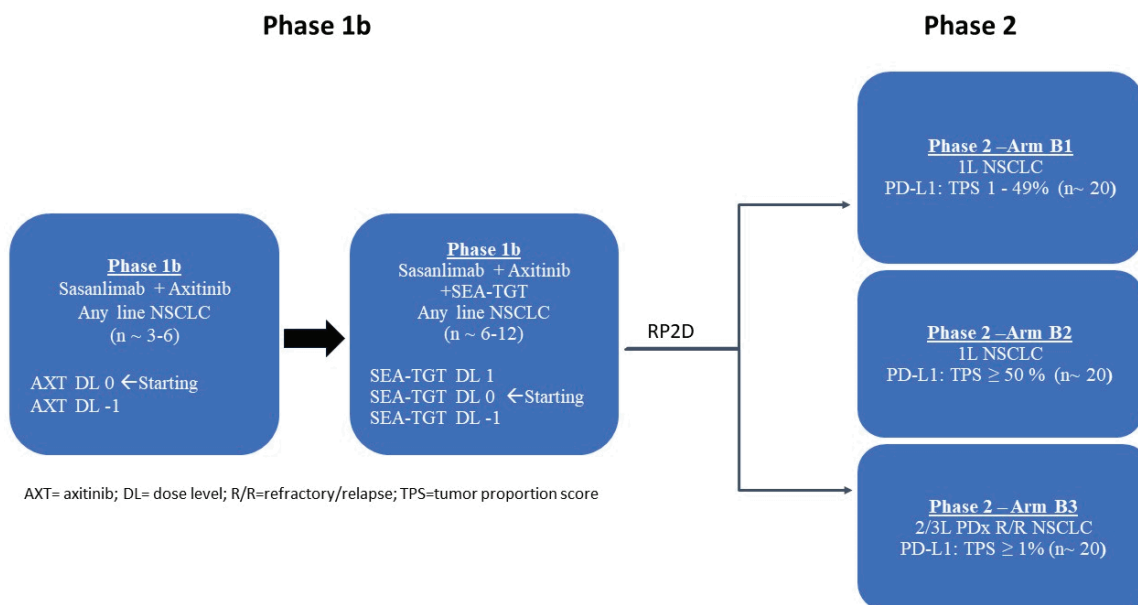 Phase 1b
Phase 2
Phase 1b
Sasanlimab + Axitinib
Any line NSCLC
(n ~ 3-6)
AXT DL 0 ←Starting
AXT DL -1
Phase 1b
Sasanlimab + Axitinib
+SEA-TGT
Any line NSCLC
(n ~ 6-12)
SEA-TGT DL 1
SEA-TGT DL 0 ←Starting
SEA-TGT DL -1
RP2D
Phase 2 –Arm B1
1L NSCLC
PD-L1: TPS 1 - 49% (n~ 20)
Phase 2 – Arm B2
1L NSCLC
PD-L1: TPS ≥ 50 % (n~ 20)
Phase 2 – Arm B3
2/3L PDx R/R NSCLC
PD-L1: TPS ≥ 1% (n~ 20)
AXT= axitinib; DL= dose level; R/R=refractory/relapse; TPS=tumor proportion score